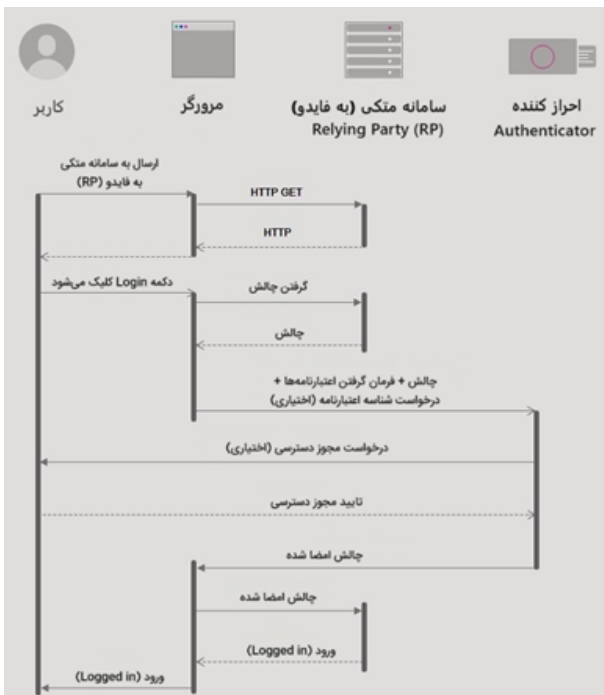 کاربر
مرورگر
سامانه متکی (به فایدو)
Relying Party (RP)
احراز کننده
Authenticator
ارسال به سامانه متکی
به فایدو (RP)
HTTP GET
HTTP
دکمه Login کلیک می‌شود
گرفتن چالش
چالش
چالش + فرمان گرفتن اعتبارنامه‌ها +
درخواست شناسه اعتبارنامه (اختیاری)
درخواست مجوز دسترسی (اختیاری)
تایید مجوز دسترسی
چالش امضا شده
چالش امضا شده
ورود (Logged in)
ورود (Logged in)